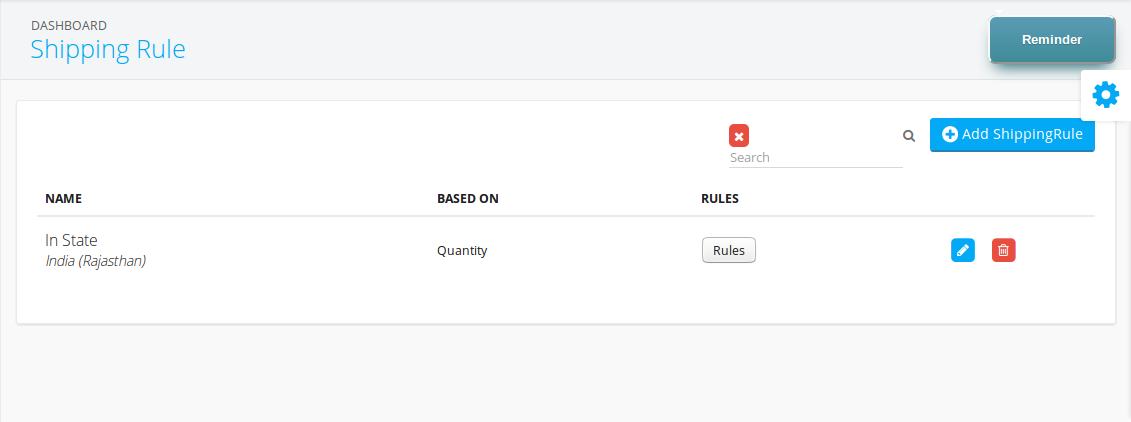 DASHBOARD
Shipping Rule
Reminder
Search
Add ShippingRule
NAME BASED ON RULES
In State
India (Rajasthan)
Quantity
Rules